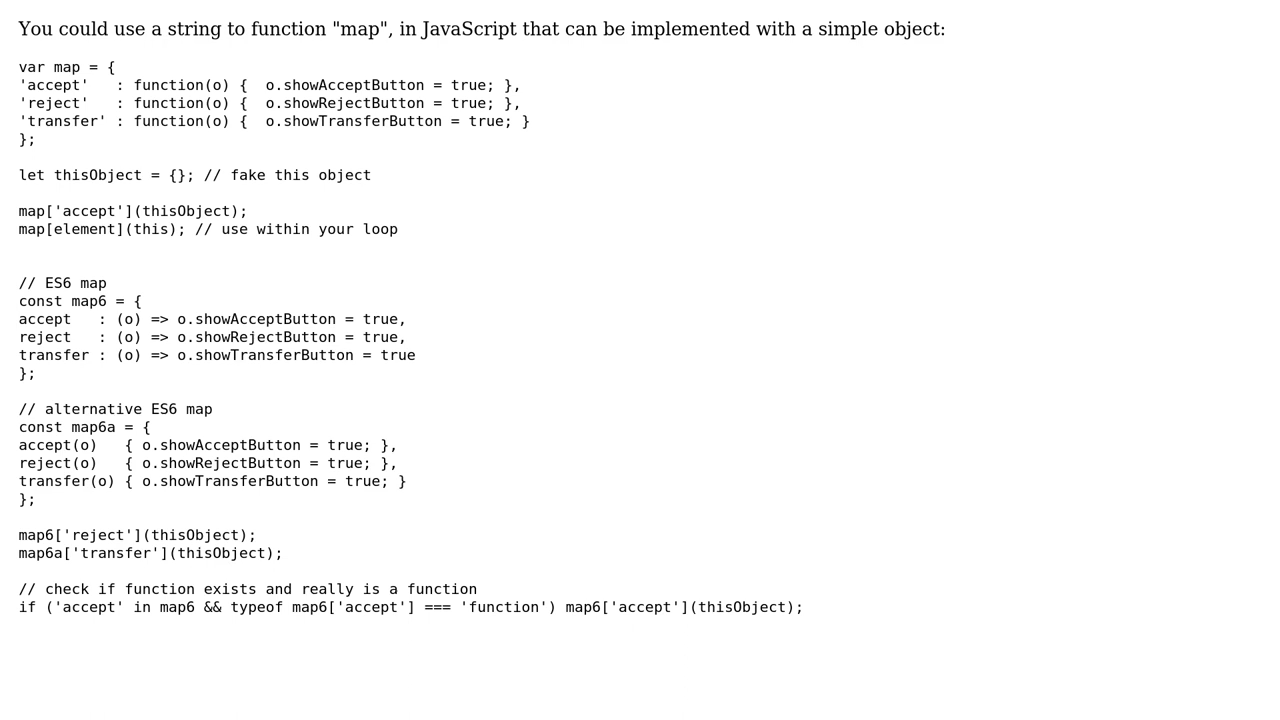 You could use a string to function "map", in JavaScript that can be implemented with a simple object:
var map = {
'accept'   : function(o) {  o.showAcceptButton = true; },
'reject'   : function(o) {  o.showRejectButton = true; },
'transfer' : function(o) {  o.showTransferButton = true; }
};
let thisObject = {}; // fake this object
map['accept'](thisObject);
map[element](this); // use within your loop
// ES6 map
const map6 = {
accept   : (o) => o.showAcceptButton = true,
reject   : (o) => o.showRejectButton = true,
transfer : (o) => o.showTransferButton = true
};
// alternative ES6 map
const map6a = {
accept(o)   { o.showAcceptButton = true; },
reject(o)   { o.showRejectButton = true; },
transfer(o) { o.showTransferButton = true; }
};
map6['reject'](thisObject);
map6a['transfer'](thisObject);
// check if function exists and really is a function
if ('accept' in map6 && typeof map6['accept'] === 'function') map6['accept'](thisObject);